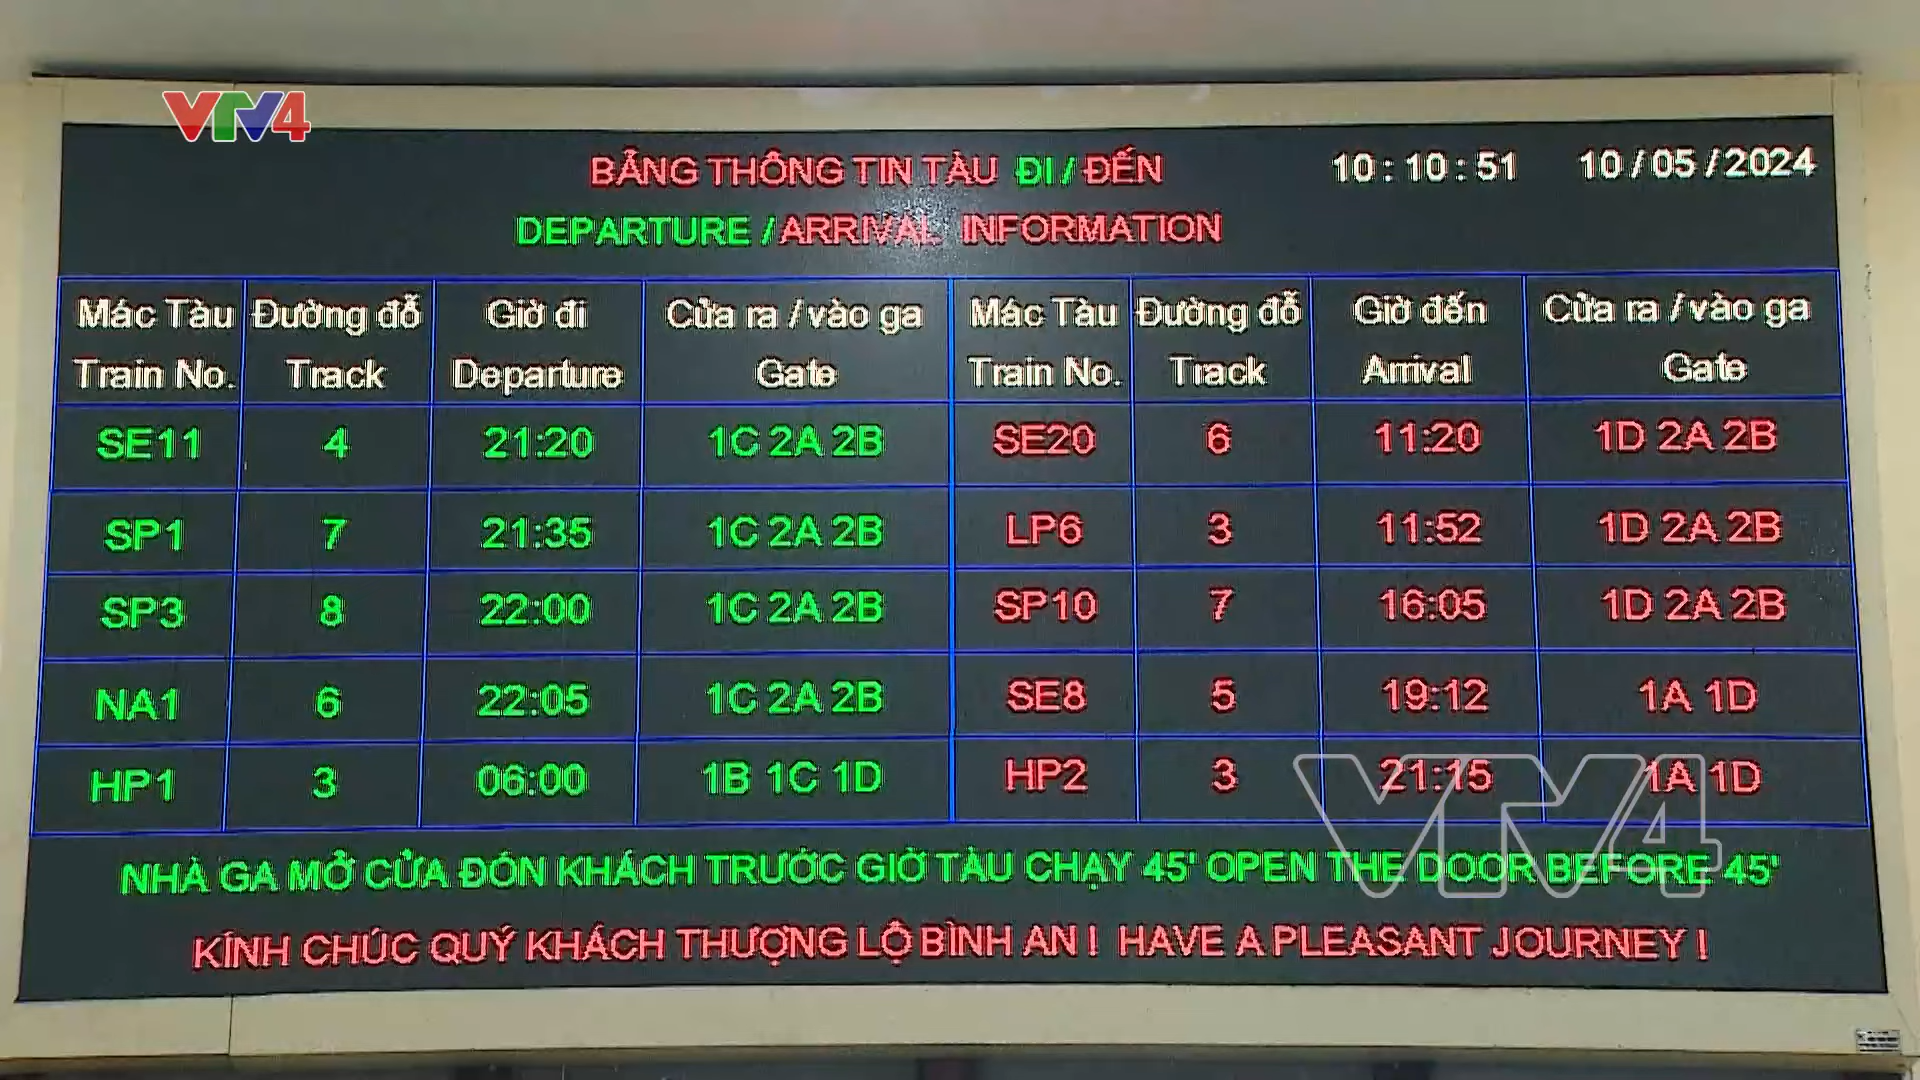 VTV4
BẢNG THÔNG TIN TÀU ĐI / ĐẾN 10 : 10 : 51 10 / 05 / 2024
DEPARTURE / ARRIVAL INFORMATION
Mác Tàu Đường đỗ Giờ đi Cửa ra / vào ga Mác Tàu Đường đỗ Giờ đến Cửa ra / vào ga
Train No. Track Departure Gate Train No. Track Arrival Gate
SE11 4 21:20 1C 2A 2B SE20 6 11:20 1D 2A 2B
SP1 7 21:35 1C 2A 2B LP6 3 11:52 1D 2A 2B
SP3 8 22:00 1C 2A 2B SP10 7 16:05 1D 2A 2B
NA1 6 22:05 1C 2A 2B SE8 5 19:12 1A 1D
HP1 3 06:00 1B 1C 1D HP2 3 21:15 1A 1D
VTV4
NHÀ GA MỞ CỬA ĐÓN KHÁCH TRƯỚC GIỜ TÀU CHẠY 45' OPEN THE DOOR BEFORE 45'
KÍNH CHÚC QUÝ KHÁCH THƯỢNG LỘ BÌNH AN ! HAVE A PLEASANT JOURNEY !